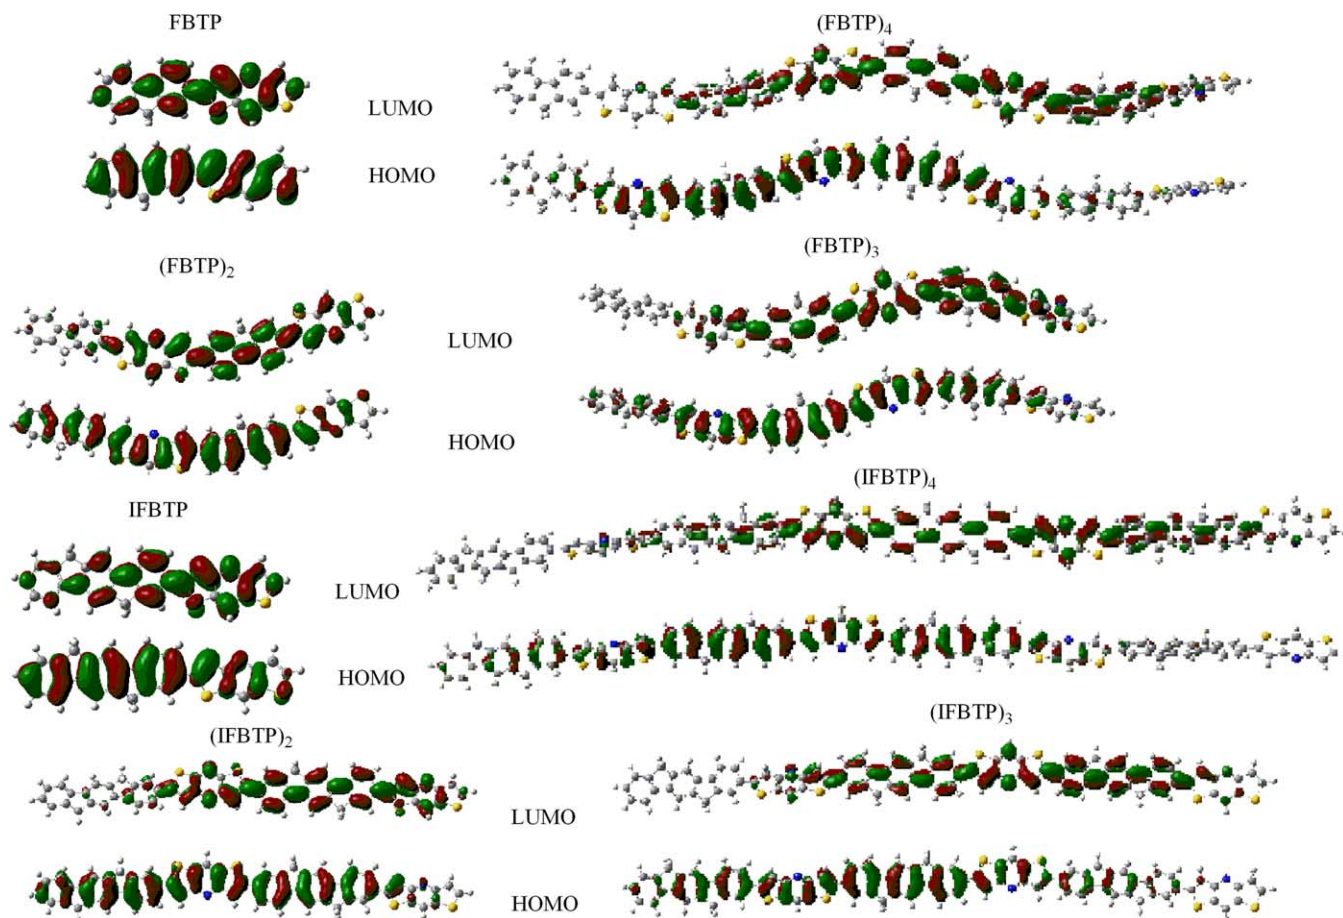 FBTP
(FBTP)₄
LUMO
HOMO
(FBTP)₂
(FBTP)₃
LUMO
HOMO
IFBTP
(IFBTP)₄
LUMO
HOMO
(IFBTP)₂
(IFBTP)₃
LUMO
HOMO